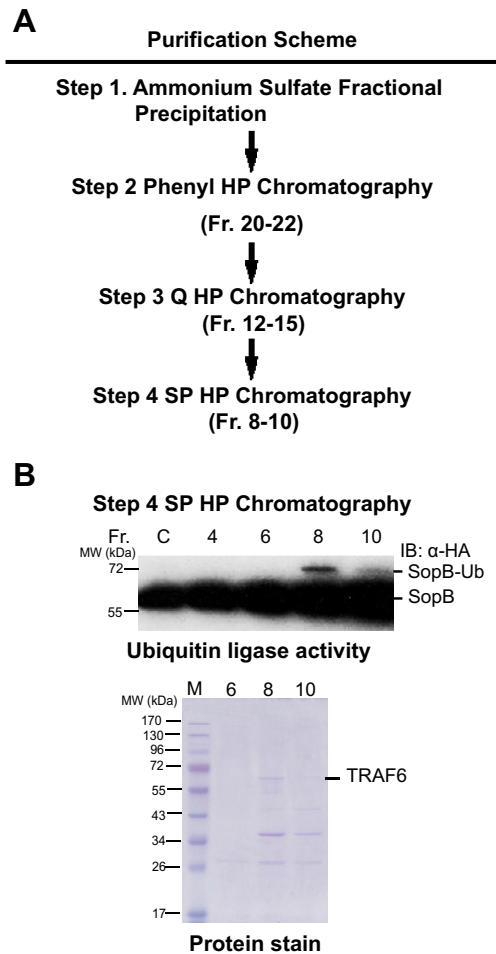 A
Purification Scheme
Step 1. Ammonium Sulfate Fractional
Precipitation
Step 2 Phenyl HP Chromatography
(Fr. 20-22)
Step 3 Q HP Chromatography
(Fr. 12-15)
Step 4 SP HP Chromatography
(Fr. 8-10)
B
Step 4 SP HP Chromatography
Fr. C 4 6 8 10
MW (kDa)
IB: α-HA
72
SopB-Ub
SopB
55
Ubiquitin ligase activity
MW (kDa) M 6 8 10
170
130
96
72
TRAF6
55
43
34
26
17
Protein stain